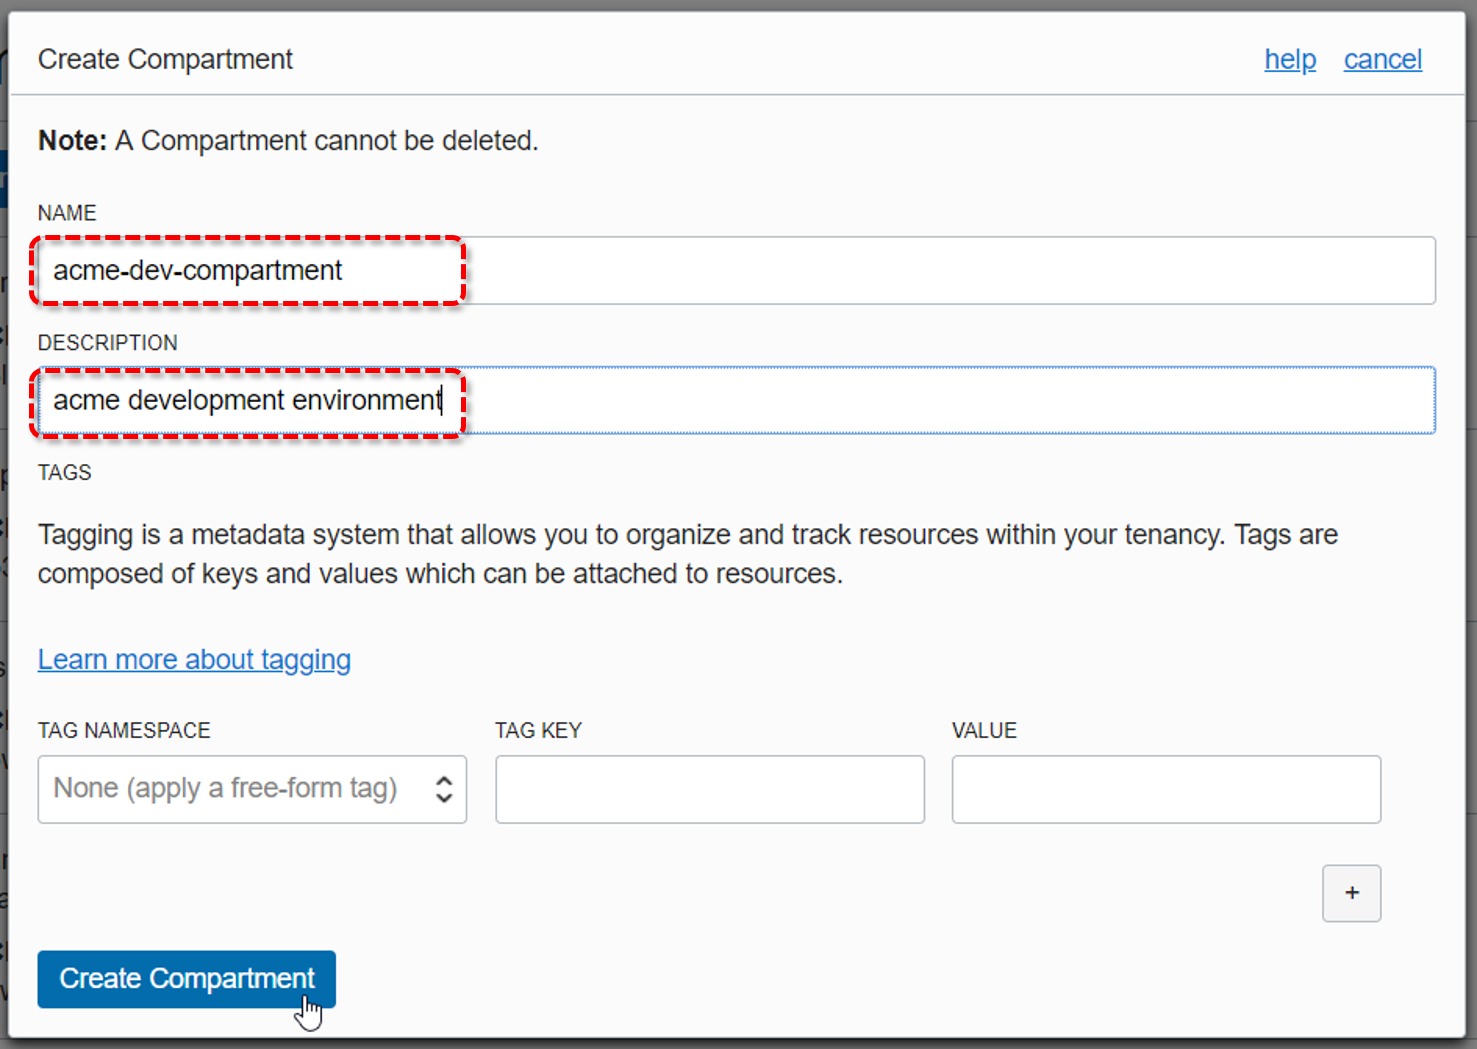 Create Compartment
help cancel
Note: A Compartment cannot be deleted.
NAME
acme-dev-compartment
DESCRIPTION
acme development environment
TAGS
Tagging is a metadata system that allows you to organize and track resources within your tenancy. Tags are
composed of keys and values which can be attached to resources.
Learn more about tagging
TAG NAMESPACE TAG KEY VALUE
None (apply a free-form tag)
+
Create Compartment